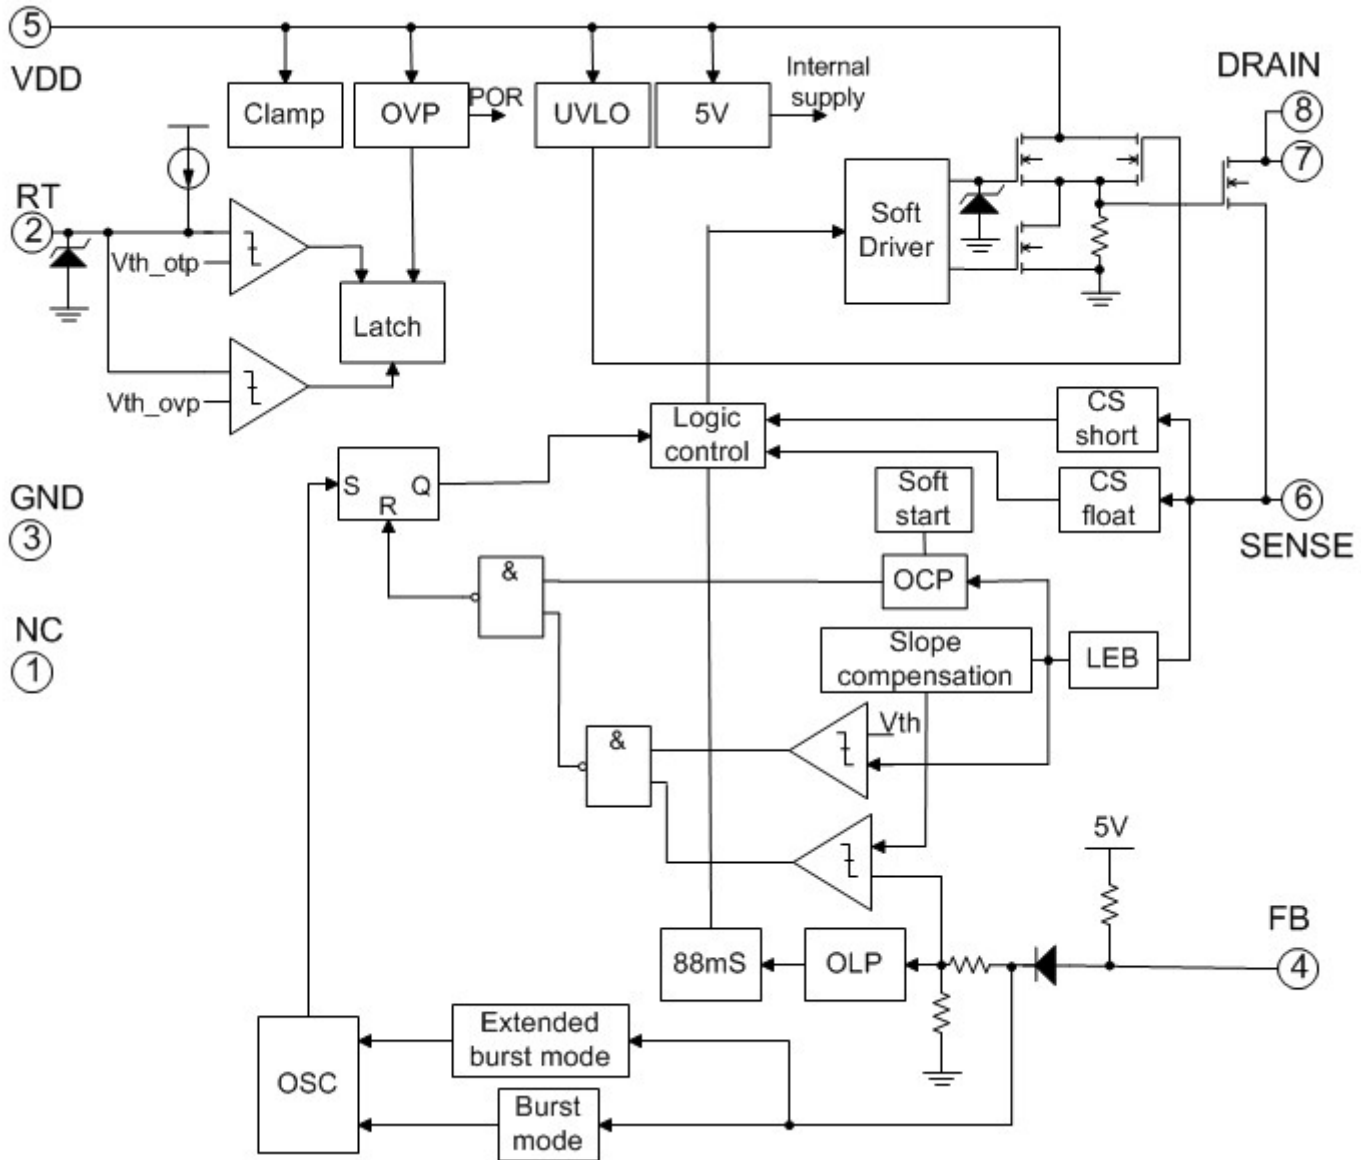 5
VDD
Clamp
OVP
POR
UVLO
5V
Internal
supply
DRAIN
8
7
RT
2
Vth_otp
Latch
Vth_ovp
Soft
Driver
Logic
control
CS
short
CS
float
6
SENSE
GND
3
S
Q
R
Soft
start
OCP
&
NC
1
Slope
compensation
LEB
Vth
&
5V
FB
4
88mS
OLP
Extended
burst mode
OSC
Burst
mode